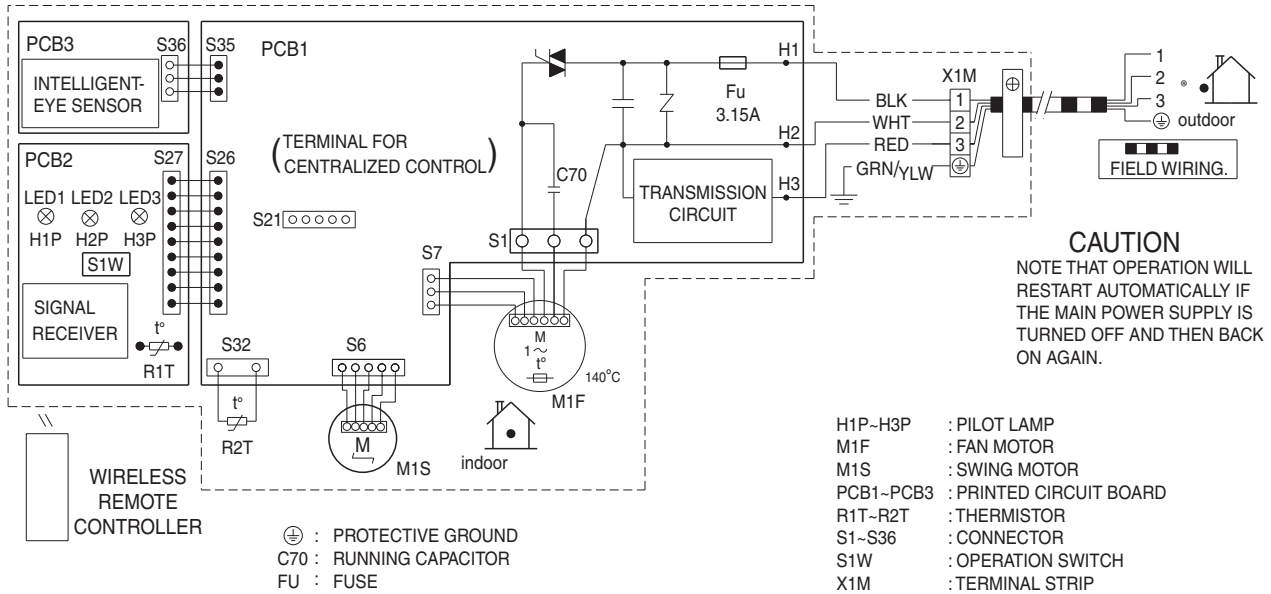 PCB3
S36
S35
PCB1
INTELLIGENT-
EYE SENSOR
PCB2
S27
S26
LED1 LED2 LED3
H1P
H2P
H3P
S1W
SIGNAL
RECEIVER
t°
R1T
(TERMINAL FOR
CENTRALIZED CONTROL)
S21
S32
t°
R2T
S6
M
M1S
S7
S1
C70
M
1~
t°
140°C
M1F
indoor
Fu
3.15A
H1
H2
H3
TRANSMISSION
CIRCUIT
BLK
WHT
RED
GRN/YLW
X1M
1
2
3
1
2
3
outdoor
FIELD WIRING.
CAUTION
NOTE THAT OPERATION WILL
RESTART AUTOMATICALLY IF
THE MAIN POWER SUPPLY IS
TURNED OFF AND THEN BACK
ON AGAIN.
WIRELESS
REMOTE
CONTROLLER
: PROTECTIVE GROUND
C70 : RUNNING CAPACITOR
FU : FUSE
H1P~H3P : PILOT LAMP
M1F : FAN MOTOR
M1S : SWING MOTOR
PCB1~PCB3 : PRINTED CIRCUIT BOARD
R1T~R2T : THERMISTOR
S1~S36 : CONNECTOR
S1W : OPERATION SWITCH
X1M : TERMINAL STRIP